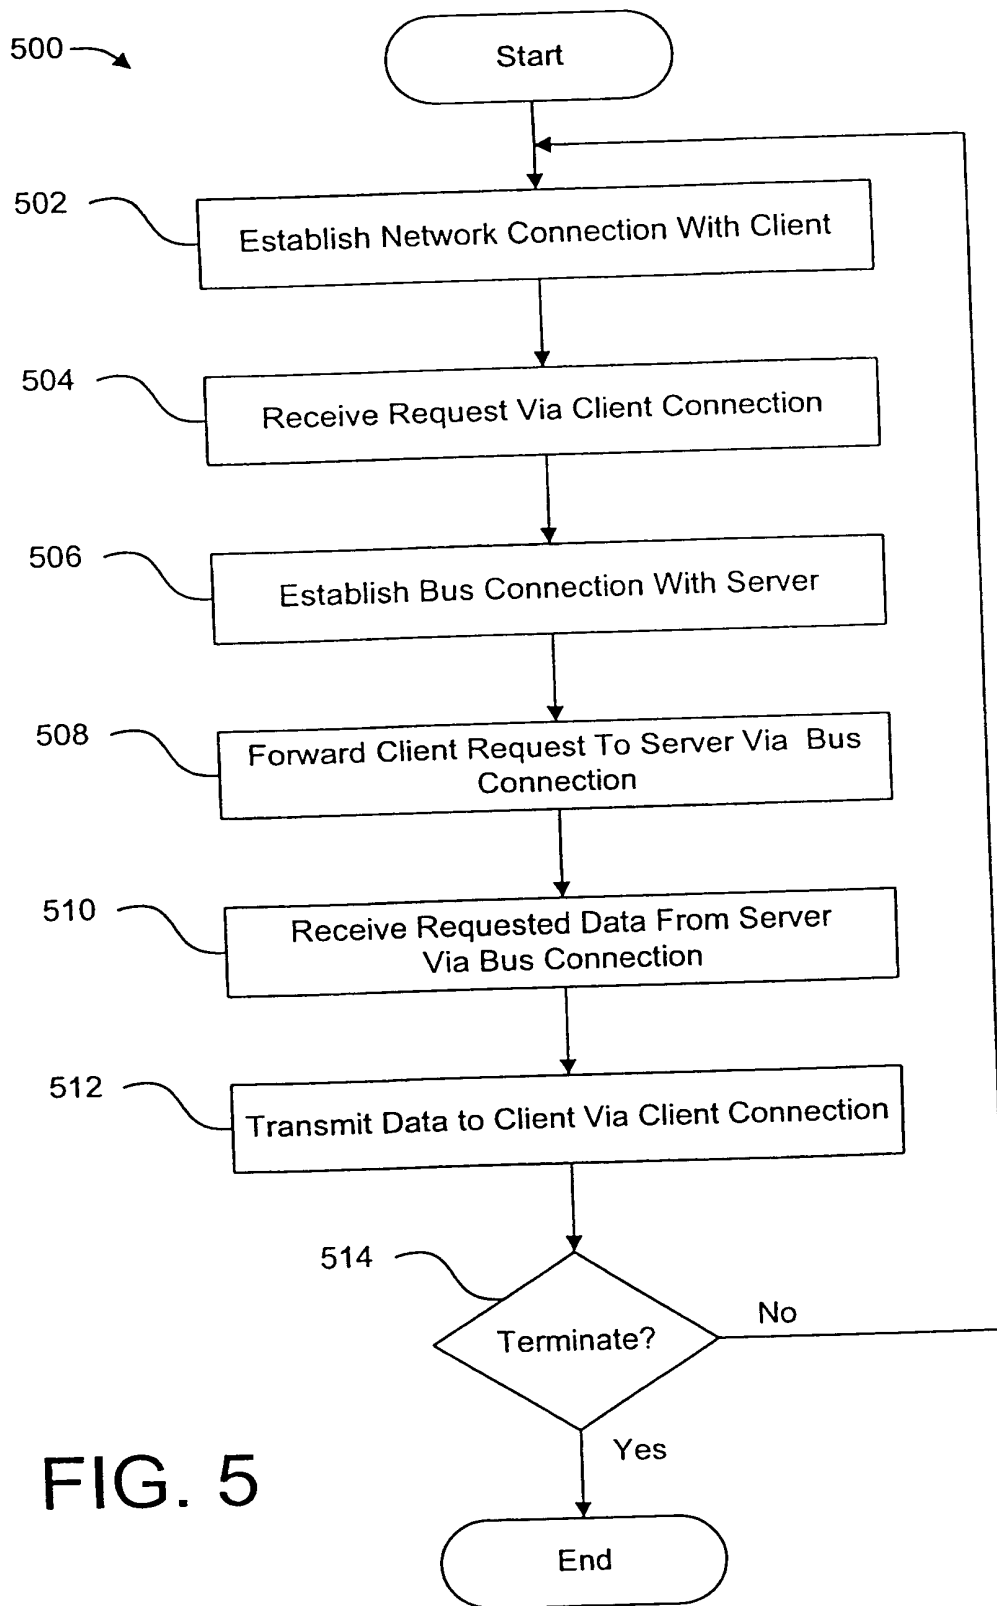 500
Start
502
Establish Network Connection With Client
504
Receive Request Via Client Connection
506
Establish Bus Connection With Server
508
Forward Client Request To Server Via Bus
Connection
510
Receive Requested Data From Server
Via Bus Connection
512
Transmit Data to Client Via Client Connection
514
Terminate?
No
Yes
FIG. 5
End